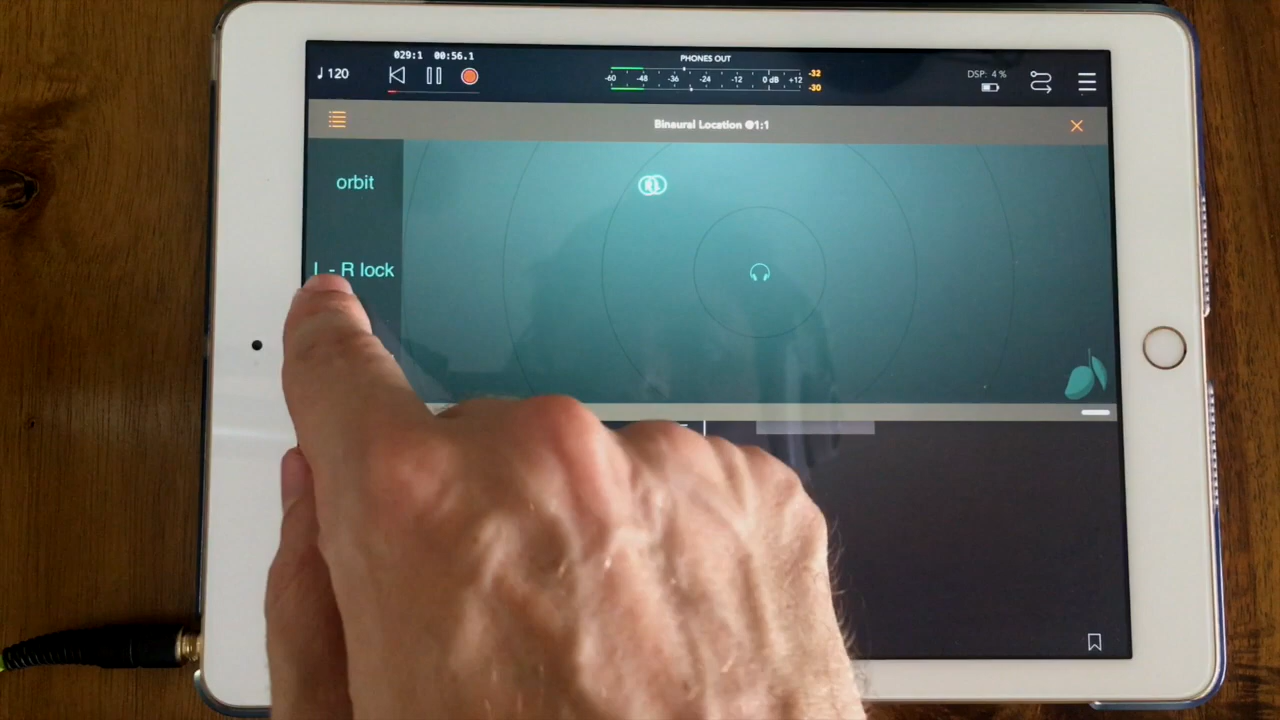 029:1 00:56.1
PHONES OUT
120
-60 -48 -36 -24 -12 0 dB +12
-32
-30
DSP: 4 %
Binaural Location @1:1
orbit
L - R lock